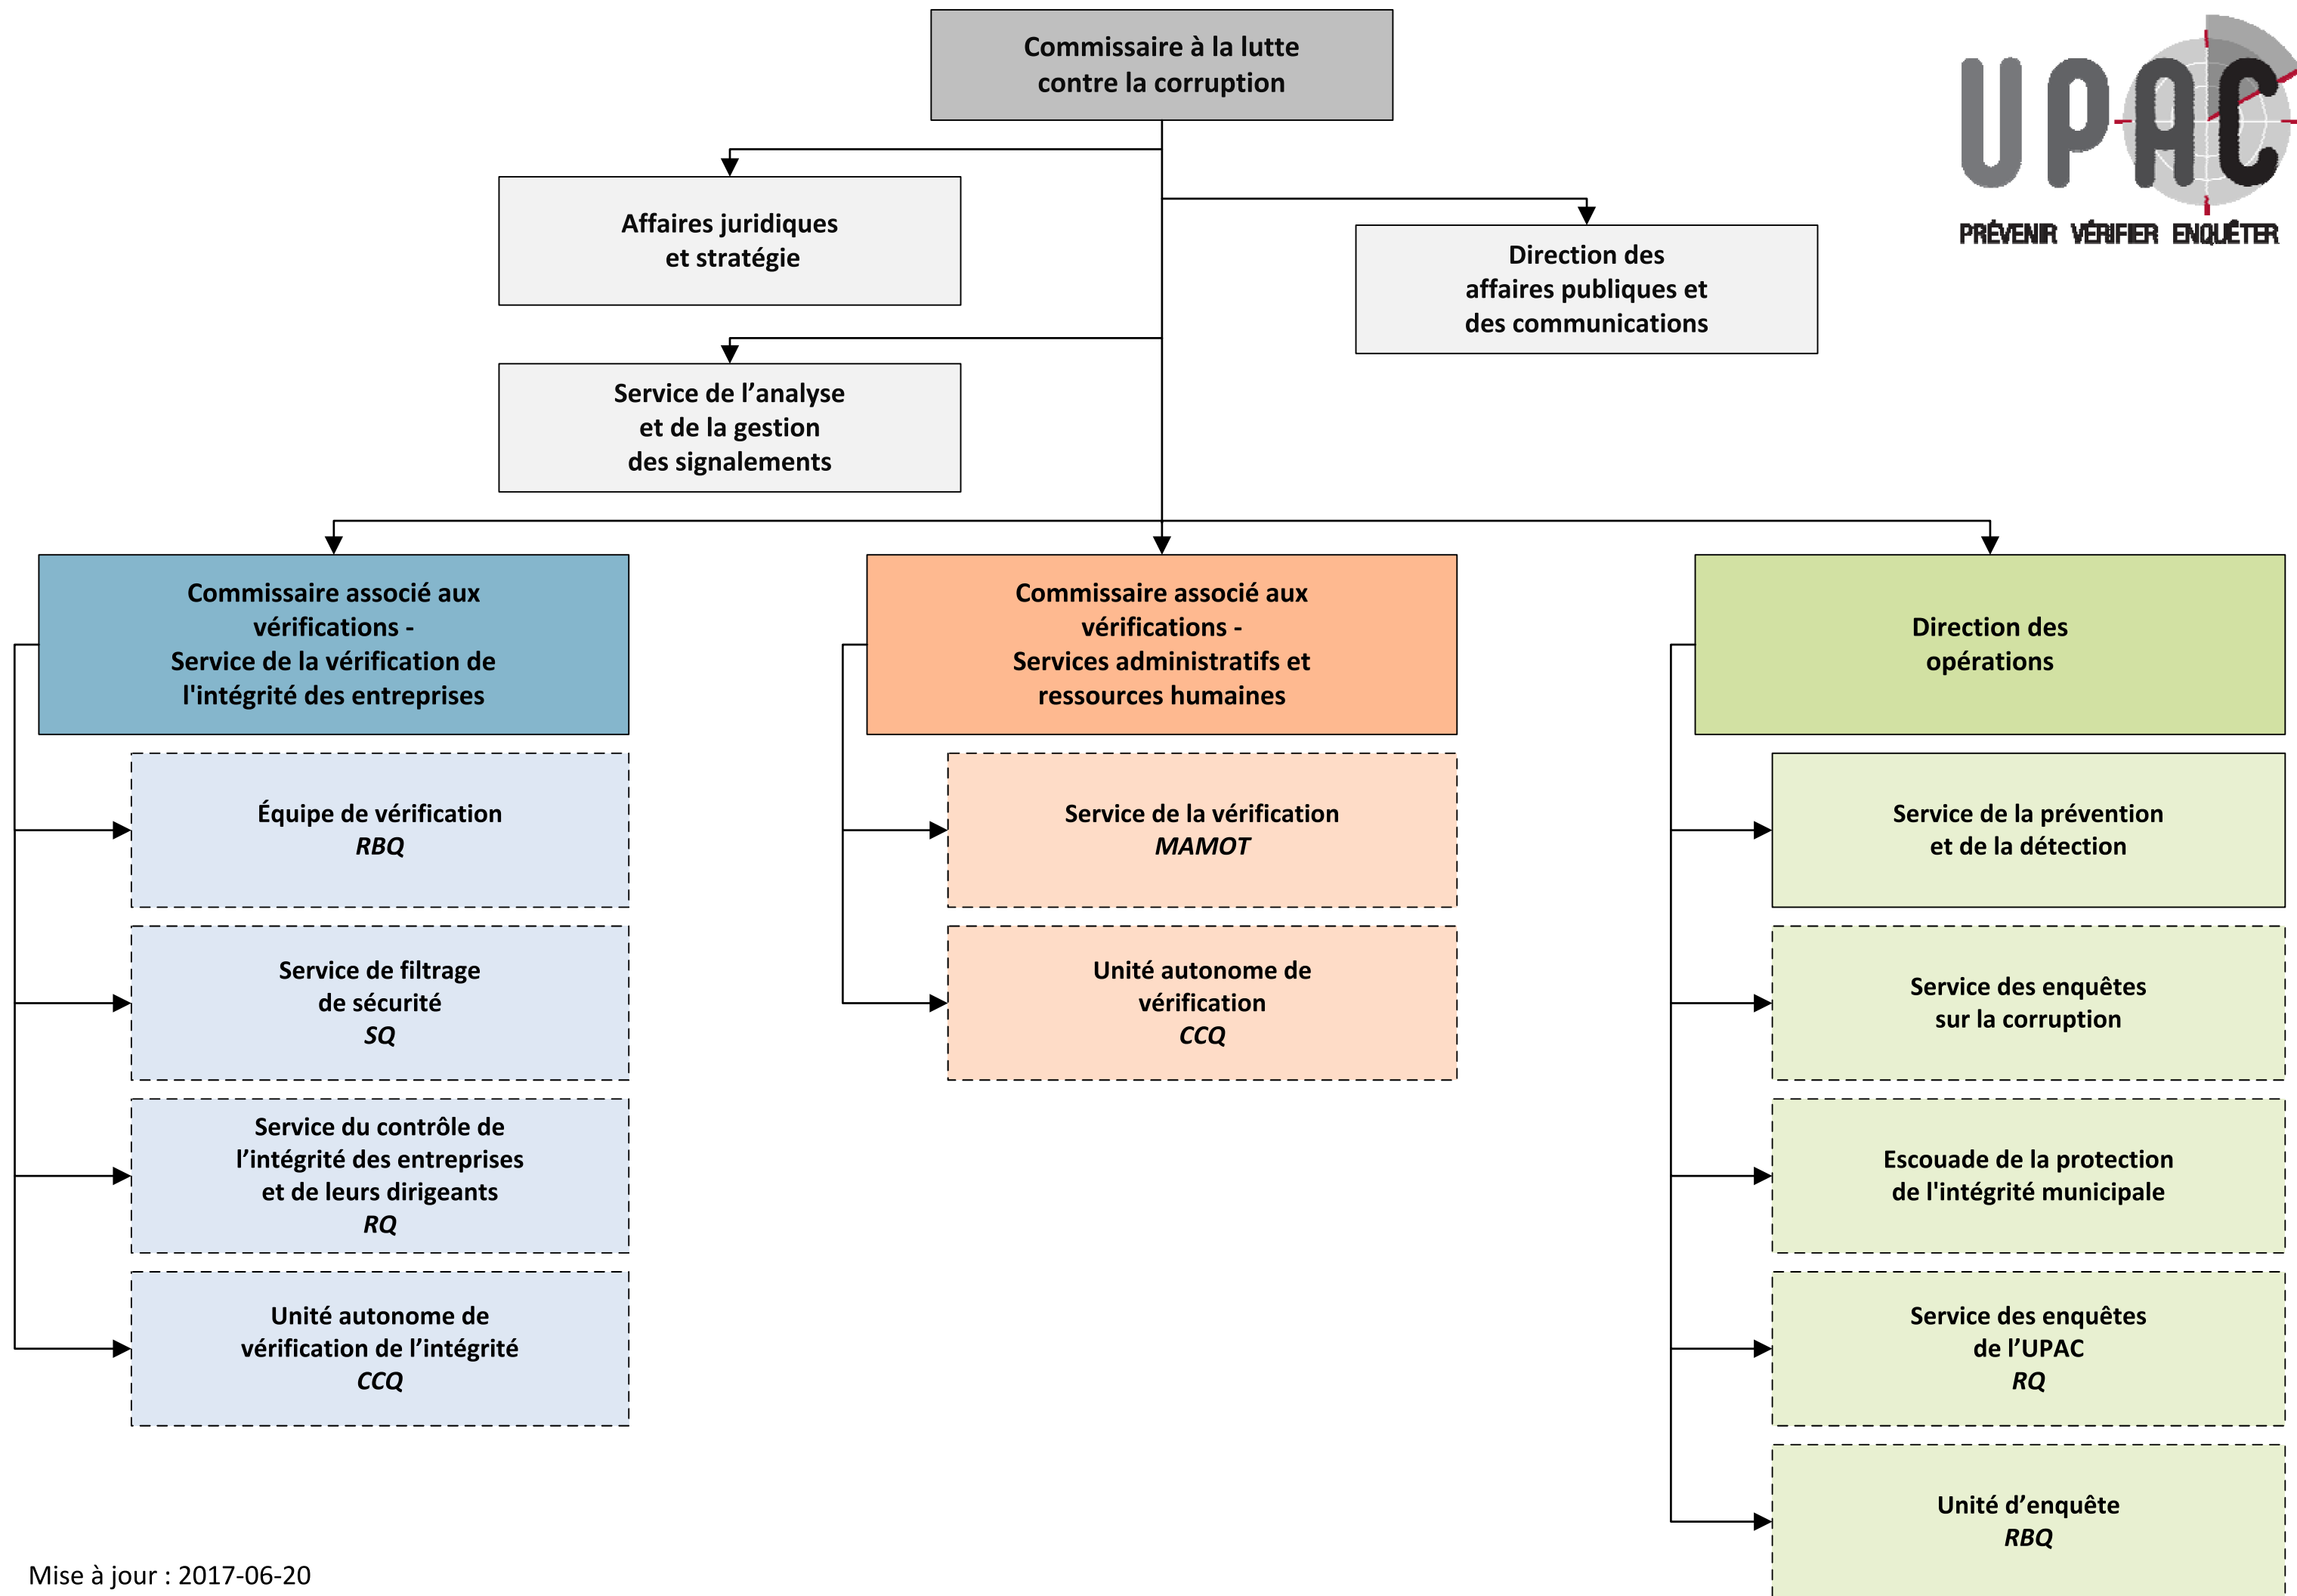 Commissaire à la lutte
contre la corruption
UPAC
PRÉVENIR VÉRIFIER ENQUÊTER
Affaires juridiques
et stratégie
Direction des
affaires publiques et
des communications
Service de l’analyse
et de la gestion
des signalements
Commissaire associé aux
vérifications -
Service de la vérification de
l'intégrité des entreprises
Équipe de vérification
RBQ
Service de filtrage
de sécurité
SQ
Service du contrôle de
l’intégrité des entreprises
et de leurs dirigeants
RQ
Unité autonome de
vérification de l’intégrité
CCQ
Commissaire associé aux
vérifications -
Services administratifs et
ressources humaines
Service de la vérification
MAMOT
Unité autonome de
vérification
CCQ
Direction des
opérations
Service de la prévention
et de la détection
Service des enquêtes
sur la corruption
Escouade de la protection
de l'intégrité municipale
Service des enquêtes
de l’UPAC
RQ
Unité d’enquête
RBQ
Mise à jour : 2017-06-20